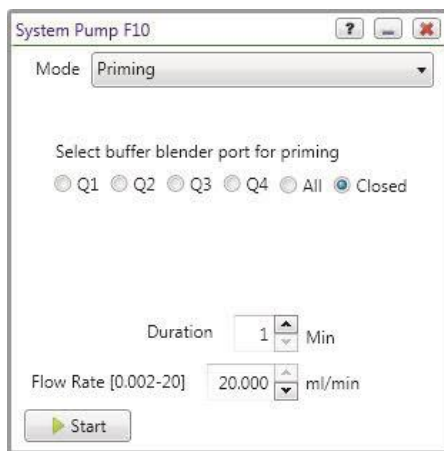 System Pump F10 ?
Mode Priming
Select buffer blender port for priming
Q1 Q2 Q3 Q4 All Closed
Duration 1 Min
Flow Rate [0.002-20] 20.000 ml/min
Start